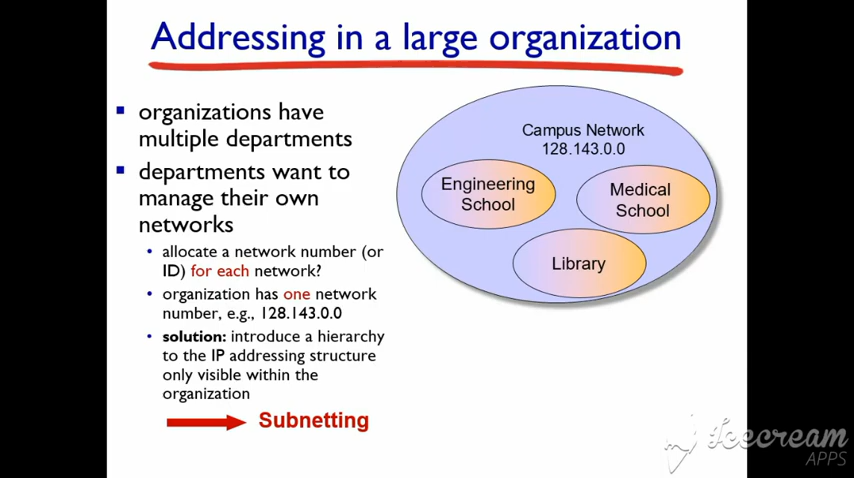 Addressing in a large organization
▪ organizations have
multiple departments
▪ departments want to
manage their own
networks
• allocate a network number (or
ID) for each network?
• organization has one network
number, e.g., 128.143.0.0
• solution: introduce a hierarchy
to the IP addressing structure
only visible within the
organization
Subnetting
Campus Network
128.143.0.0
Engineering
School
Medical
School
Library
Icecream
APPS